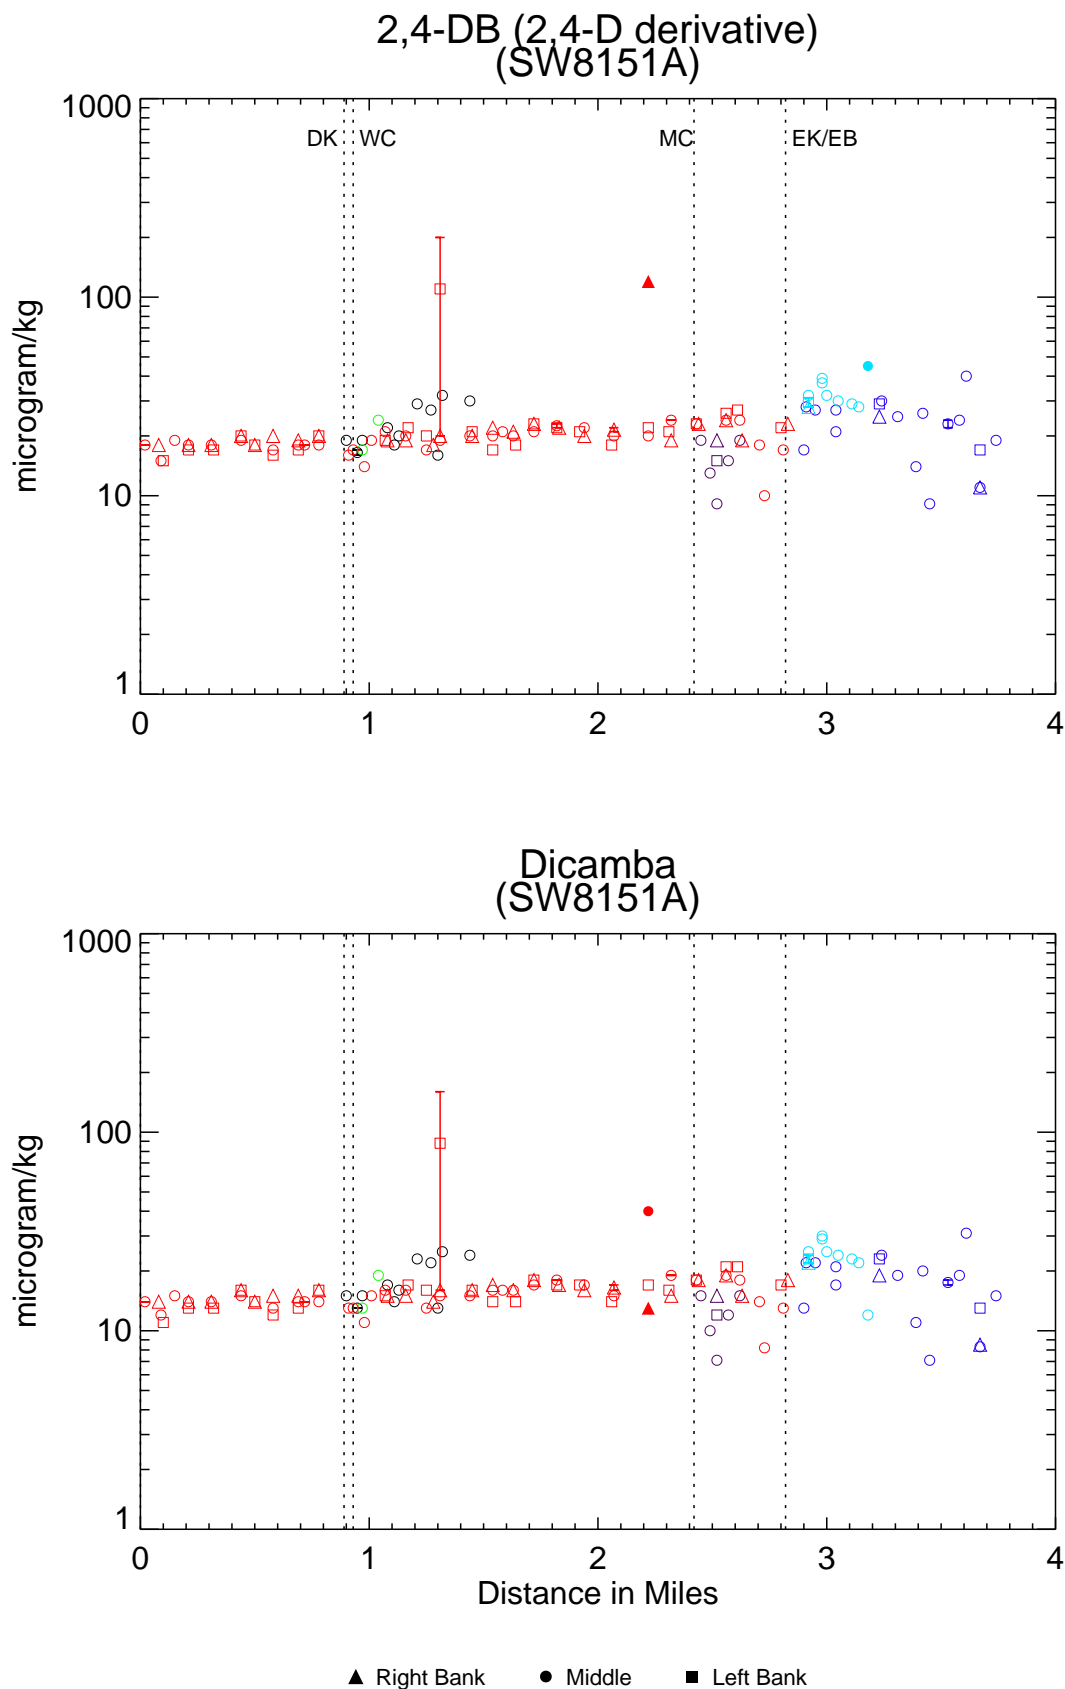 2,4-DB (2,4-D derivative)
(SW8151A)
1000
DK WC MC EK/EB
100
microgram/kg
10
1
0 1 2 3 4
Dicamba
(SW8151A)
1000
100
microgram/kg
10
1
0 1 2 3 4
Distance in Miles
Right Bank Middle Left Bank